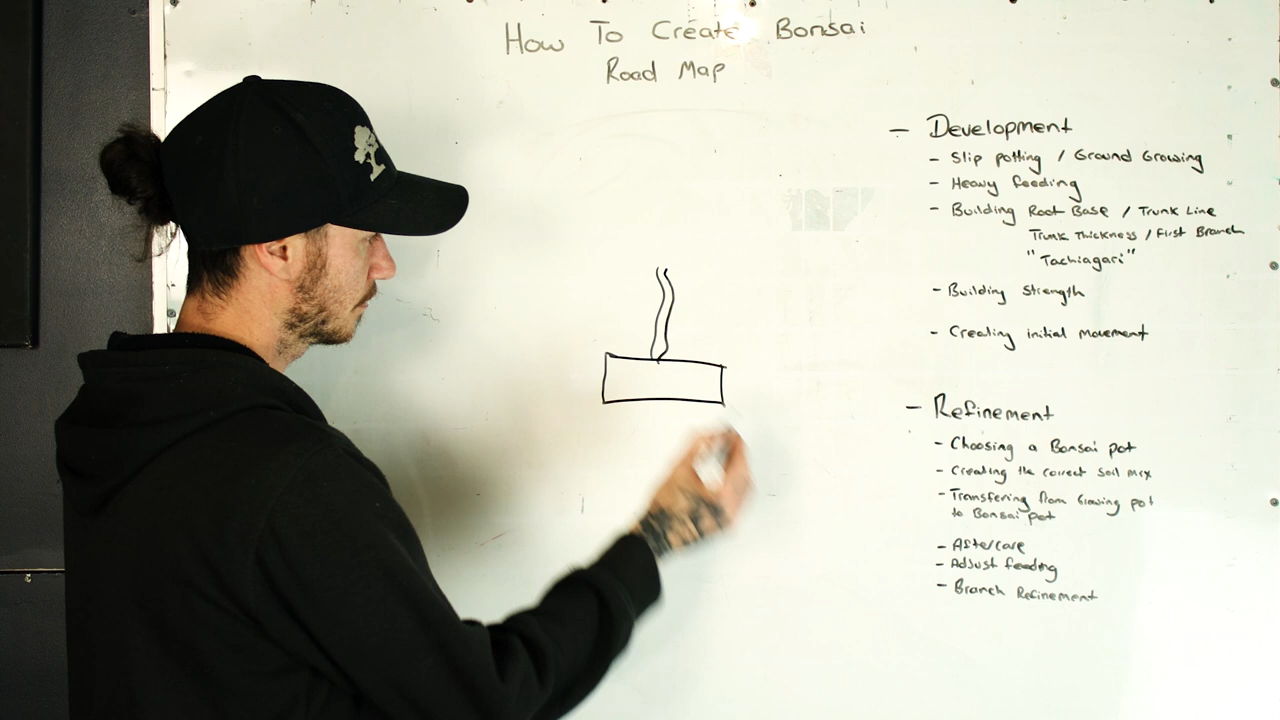 How To Create Bonsai
Road Map
- Development
- Slip potting / Ground Growing
- Heavy feeding
- Building Root Base / Trunk Line
Trunk Thickness / First Branch
"Tachiagari"
- Building Strength
- Creating initial movement
- Refinement
- Choosing a Bonsai pot
- Creating the correct soil mix
- Transfering from Growing pot
to Bonsai pot
- Aftercare
- Adjust feeding
- Branch Refinement